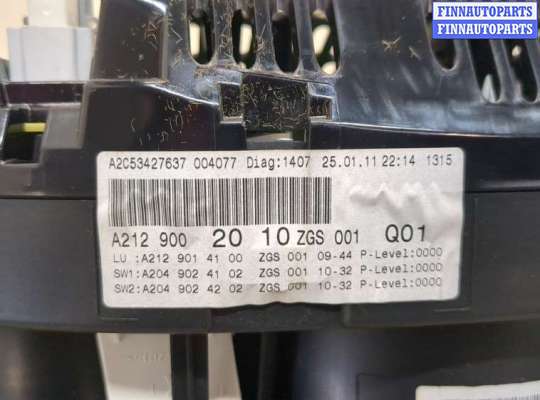 FINNAUTOPARTS
FINNAUTOPARTS
A2C53427637 004077 Diag:1407 25.01.11 22:14 1315
A212 900 20 10 ZGS 001 Q01
LU :A212 901 41 00 ZGS 001 09-44 P-Level:0000
SW1:A204 902 41 02 ZGS 001 10-32 P-Level:0000
SW2:A204 902 42 02 ZGS 001 10-32 P-Level:0000
FINNAUTOPARTS
FINNAUTOPARTS